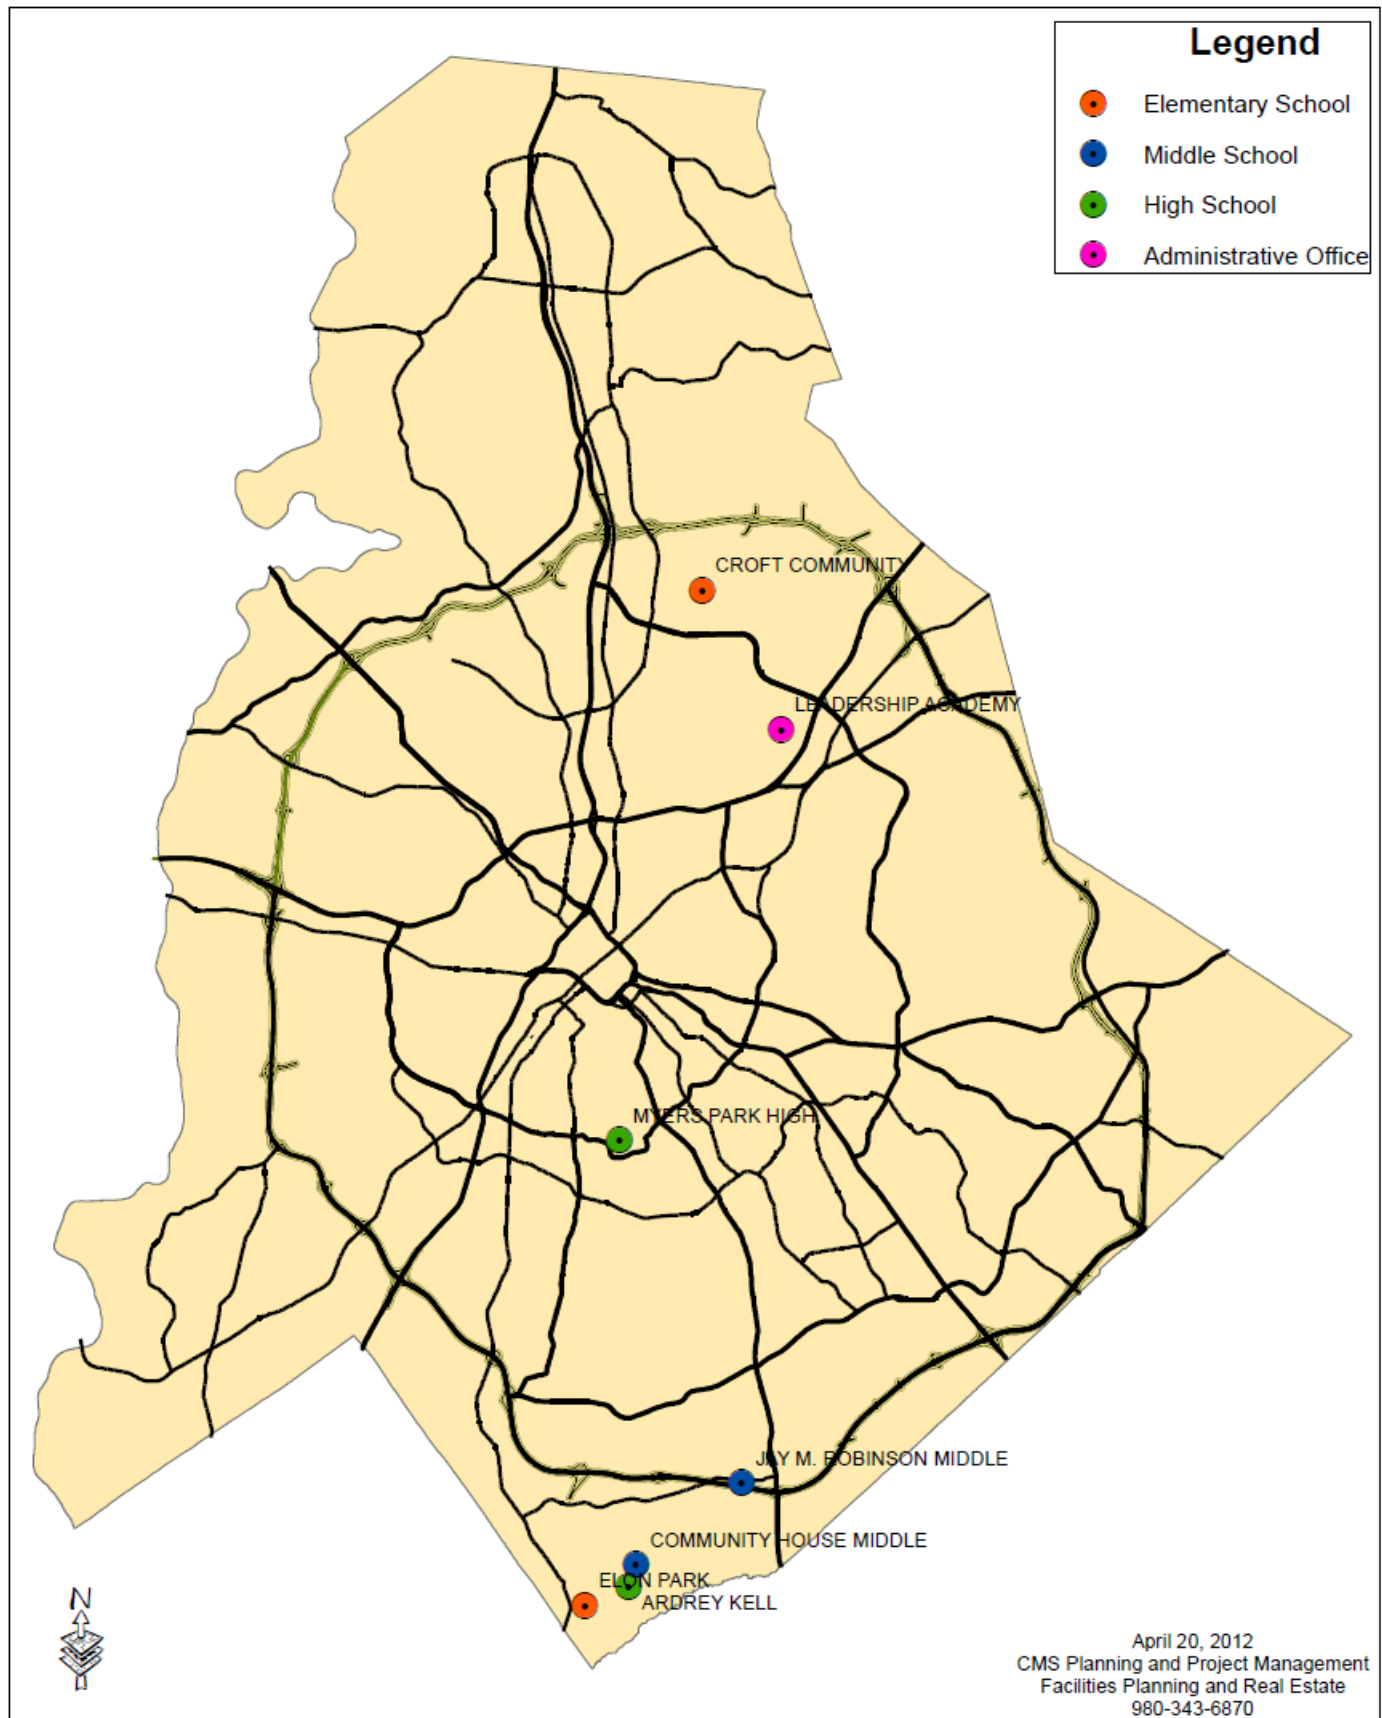 Legend
Elementary School
Middle School
High School
Administrative Office
CROFT COMMUNITY
LEADERSHIP ACADEMY
MYERS PARK HIGH
JAY M. ROBINSON MIDDLE
COMMUNITY HOUSE MIDDLE
ELON PARK
ARDREY KELL
N
April 20, 2012
CMS Planning and Project Management
Facilities Planning and Real Estate
980-343-6870